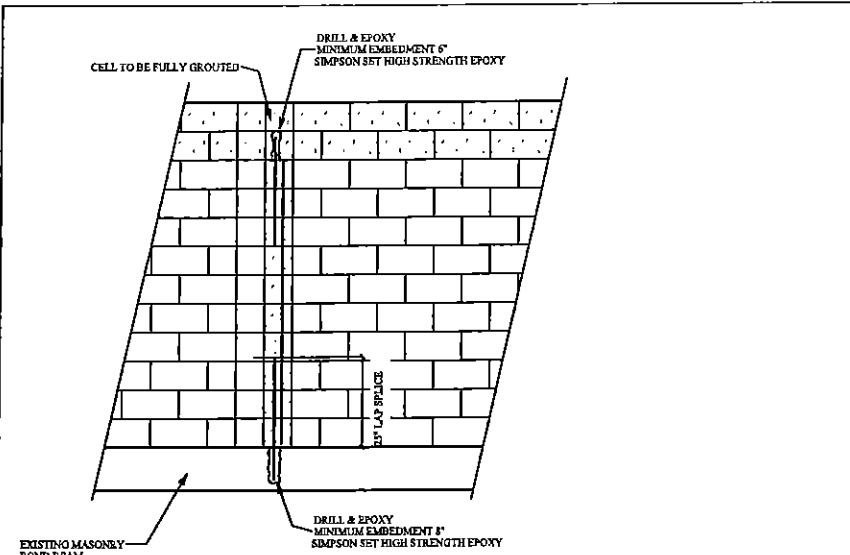 DRILL & EPOXY
MINIMUM EMBEDMENT 6"
SIMPSON SET HIGH STRENGTH EPOXY
CELL TO BE FULLY GROUTED
25" LAP SPLICE
DRILL & EPOXY
MINIMUM EMBEDMENT 8"
SIMPSON SET HIGH STRENGTH EPOXY
EXISTING MASONRY
BOND BEAM